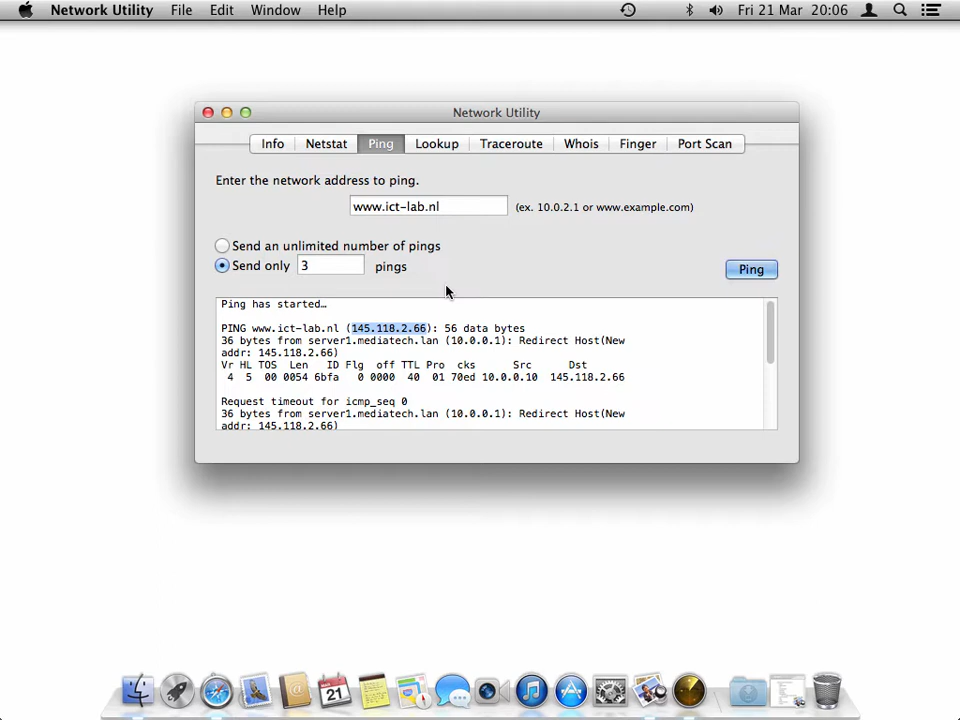 Network Utility File Edit Window Help Fri 21 Mar 20:06
Network Utility
Info Netstat Ping Lookup Traceroute Whois Finger Port Scan
Enter the network address to ping.
www.ict-lab.nl (ex. 10.0.2.1 or www.example.com)
Send an unlimited number of pings
Send only 3 pings
Ping
Ping has started…
PING www.ict-lab.nl (145.118.2.66): 56 data bytes
36 bytes from server1.mediatech.lan (10.0.0.1): Redirect Host(New
addr: 145.118.2.66)
Vr HL TOS Len ID Flg off TTL Pro cks Src Dst
4 5 00 0054 6bfa 0 0000 40 01 70ed 10.0.0.10 145.118.2.66
Request timeout for icmp_seq 0
36 bytes from server1.mediatech.lan (10.0.0.1): Redirect Host(New
addr: 145.118.2.66)
21